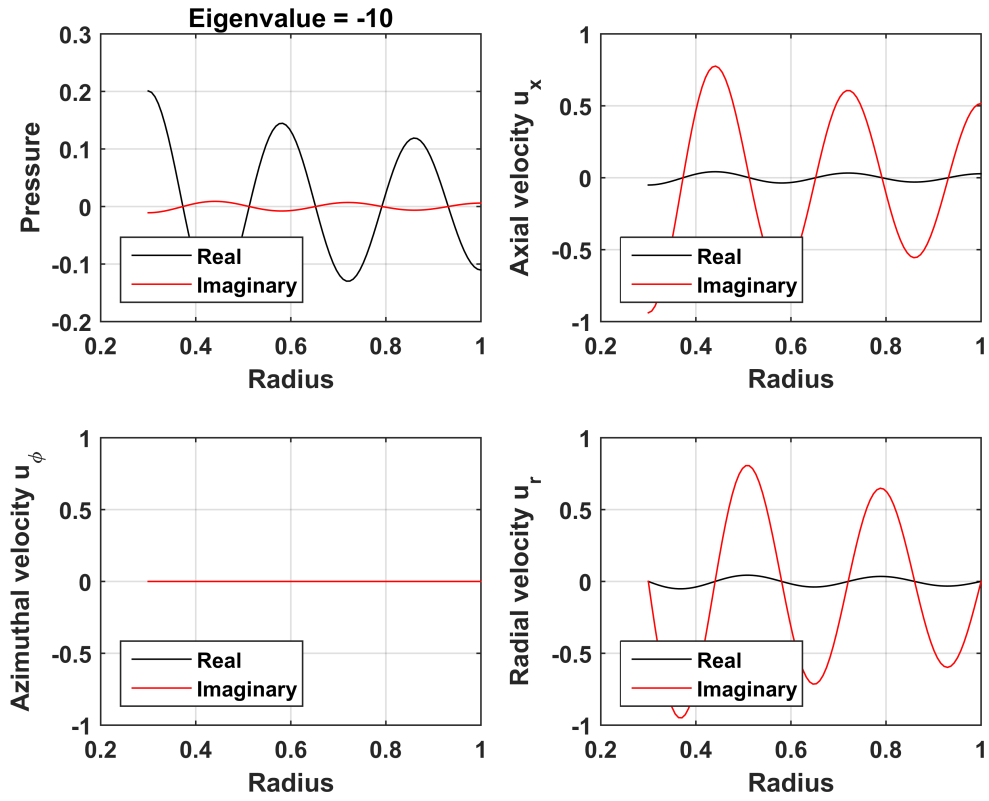 Eigenvalue = -10
Pressure
0.3
0.2
0.1
0
-0.1
-0.2
Real
Imaginary
0.2 0.4 0.6 0.8 1
Radius
Axial velocity u_x
1
0.5
0
-0.5
-1
Real
Imaginary
0.2 0.4 0.6 0.8 1
Radius
Azimuthal velocity u_ϕ
1
0.5
0
-0.5
-1
Real
Imaginary
0.2 0.4 0.6 0.8 1
Radius
Radial velocity u_r
1
0.5
0
-0.5
-1
Real
Imaginary
0.2 0.4 0.6 0.8 1
Radius